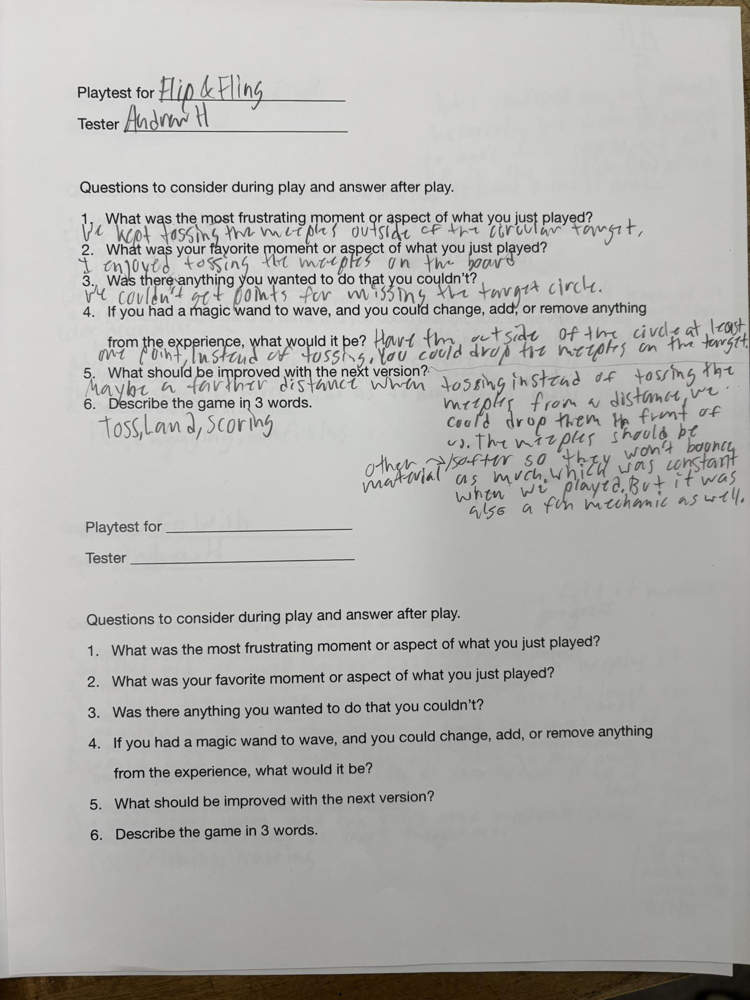 Playtest for Flip & Fling
Tester Andrew H
Questions to consider during play and answer after play.
1. What was the most frustrating moment or aspect of what you just played?
We kept tossing the meeples outside of the circular target,
2. What was your favorite moment or aspect of what you just played?
I enjoyed tossing the meeples on the board
3. Was there anything you wanted to do that you couldn't?
We couldn't get points for missing the target circle.
4. If you had a magic wand to wave, and you could change, add, or remove anything
from the experience, what would it be? Have the outside of the circle at least
one point, Instead of tossing, You could drop the meeples on the target.
5. What should be improved with the next version?
Maybe a farther distance when tossing instead of tossing the
meeples from a distance, we
could drop them in front of
us. The meeples should be
other material → /softer so they won't bounce
as much, which was constant
when we played. But it was
also a fun mechanic as well.
6. Describe the game in 3 words.
Toss, Land, Scoring
Playtest for
Tester
Questions to consider during play and answer after play.
1. What was the most frustrating moment or aspect of what you just played?
2. What was your favorite moment or aspect of what you just played?
3. Was there anything you wanted to do that you couldn't?
4. If you had a magic wand to wave, and you could change, add, or remove anything
from the experience, what would it be?
5. What should be improved with the next version?
6. Describe the game in 3 words.